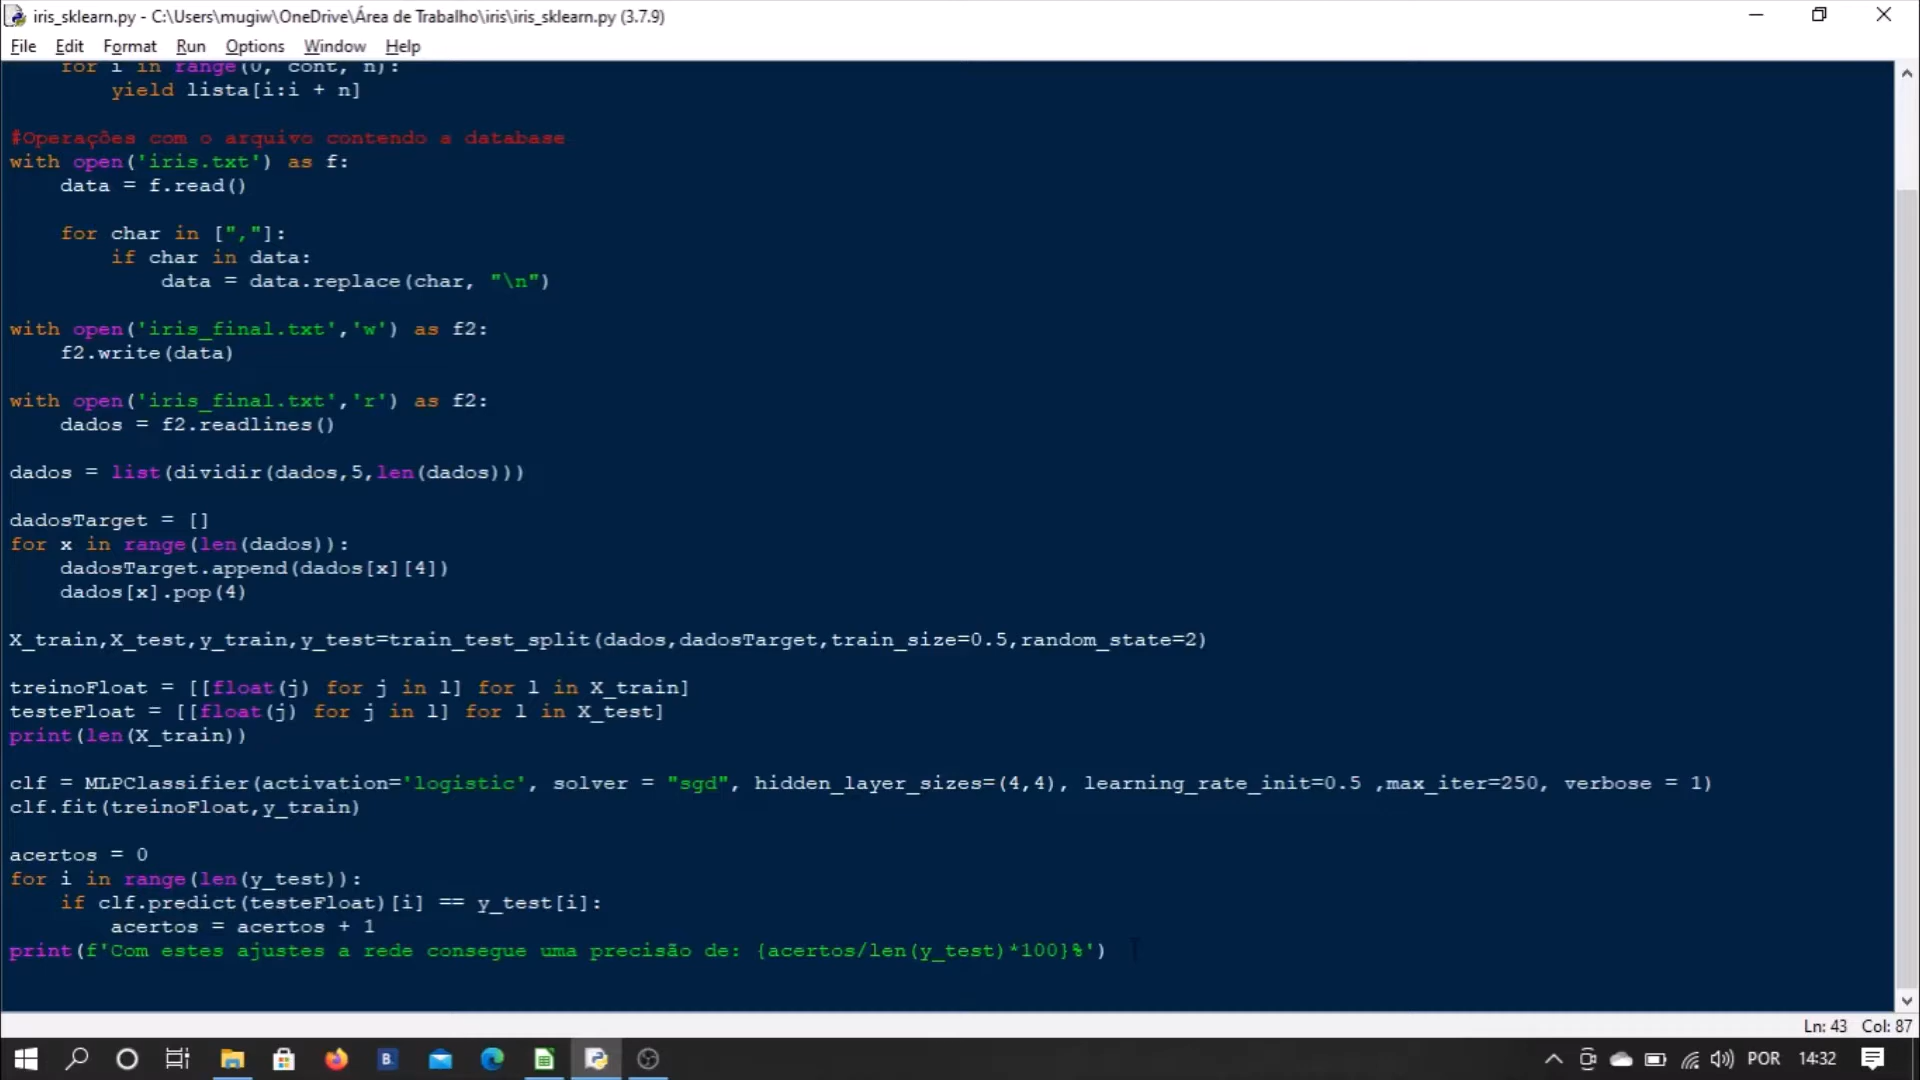 iris_sklearn.py - C:\Users\mugiw\OneDrive\Área de Trabalho\iris\iris_sklearn.py (3.7.9)
File Edit Format Run Options Window Help
    for i in range(0, cont, n):
        yield lista[i:i + n]
#Operações com o arquivo contendo a database
with open('iris.txt') as f:
    data = f.read()
    for char in [","]:
        if char in data:
            data = data.replace(char, "\n")
with open('iris_final.txt','w') as f2:
    f2.write(data)
with open('iris_final.txt','r') as f2:
    dados = f2.readlines()
dados = list(dividir(dados,5,len(dados)))
dadosTarget = []
for x in range(len(dados)):
    dadosTarget.append(dados[x][4])
    dados[x].pop(4)
X_train,X_test,y_train,y_test=train_test_split(dados,dadosTarget,train_size=0.5,random_state=2)
treinoFloat = [[float(j) for j in l] for l in X_train]
testeFloat = [[float(j) for j in l] for l in X_test]
print(len(X_train))
clf = MLPClassifier(activation='logistic', solver = "sgd", hidden_layer_sizes=(4,4), learning_rate_init=0.5 ,max_iter=250, verbose = 1)
clf.fit(treinoFloat,y_train)
acertos = 0
for i in range(len(y_test)):
    if clf.predict(testeFloat)[i] == y_test[i]:
        acertos = acertos + 1
print(f'Com estes ajustes a rede consegue uma precisão de: {acertos/len(y_test)*100}%')
Ln: 43 Col: 87
B. POR 14:32